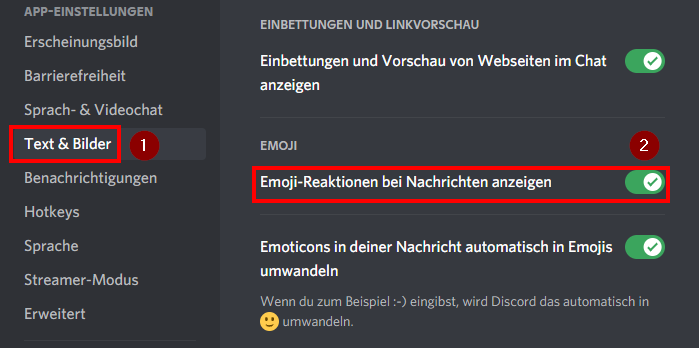 APP-EINSTELLUNGEN
Erscheinungsbild
Barrierefreiheit
Sprach- & Videochat
Text & Bilder
1
Benachrichtigungen
Hotkeys
Sprache
Streamer-Modus
Erweitert
EINBETTUNGEN UND LINKVORSCHAU
Einbettungen und Vorschau von Webseiten im Chat
anzeigen
EMOJI
2
Emoji-Reaktionen bei Nachrichten anzeigen
Emoticons in deiner Nachricht automatisch in Emojis
umwandeln
Wenn du zum Beispiel :-) eingibst, wird Discord das automatisch in
🙂 umwandeln.